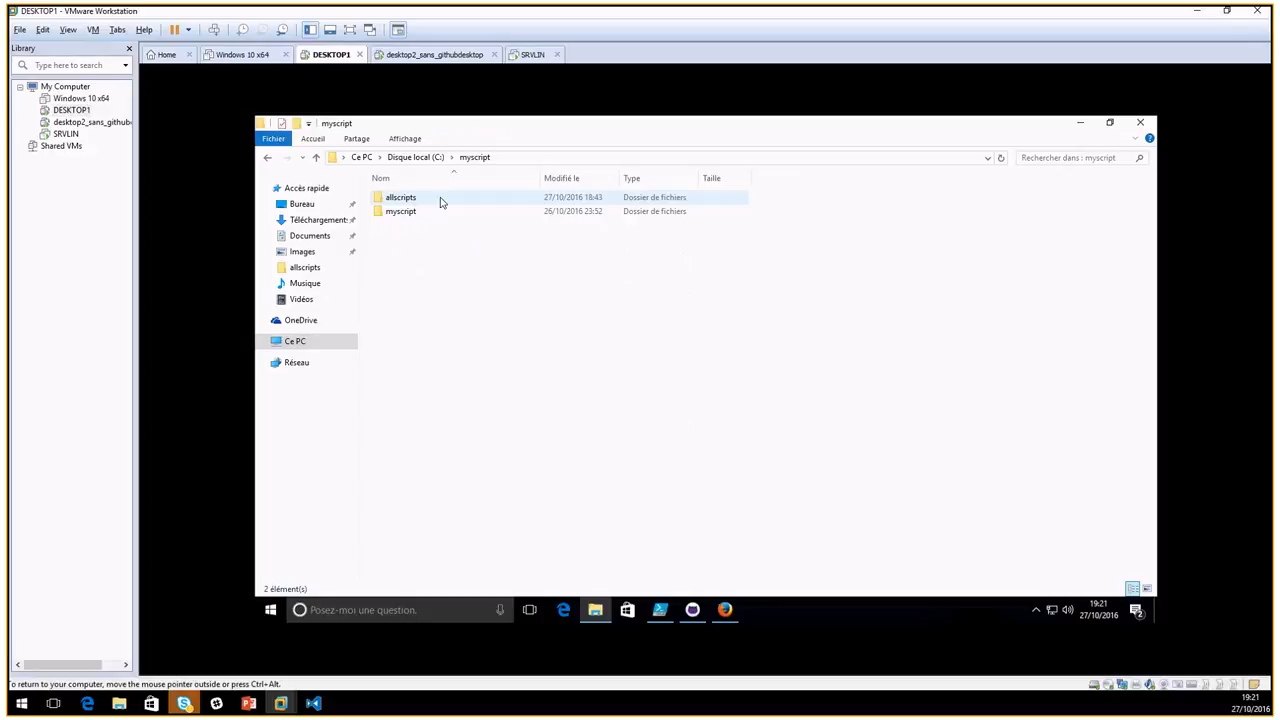 DESKTOP1 - VMware Workstation
File Edit View VM Tabs Help
Library
Type here to search
My Computer
Windows 10 x64
DESKTOP1
desktop2_sans_githubd
SRVLIN
Shared VMs
Home
Windows 10 x64
DESKTOP1
desktop2_sans_githubdesktop
SRVLIN
myscript
Fichier Accueil Partage Affichage
Ce PC Disque local (C:) myscript
Rechercher dans : myscript
Nom Modifié le Type Taille
allscripts 27/10/2016 18:43 Dossier de fichiers
myscript 26/10/2016 23:52 Dossier de fichiers
Accès rapide
Bureau
Téléchargement
Documents
Images
allscripts
Musique
Vidéos
OneDrive
Ce PC
Réseau
2 élément(s)
Posez-moi une question.
19:21
27/10/2016
2
To return to your computer, move the mouse pointer outside or press Ctrl+Alt.
19:21
27/10/2016